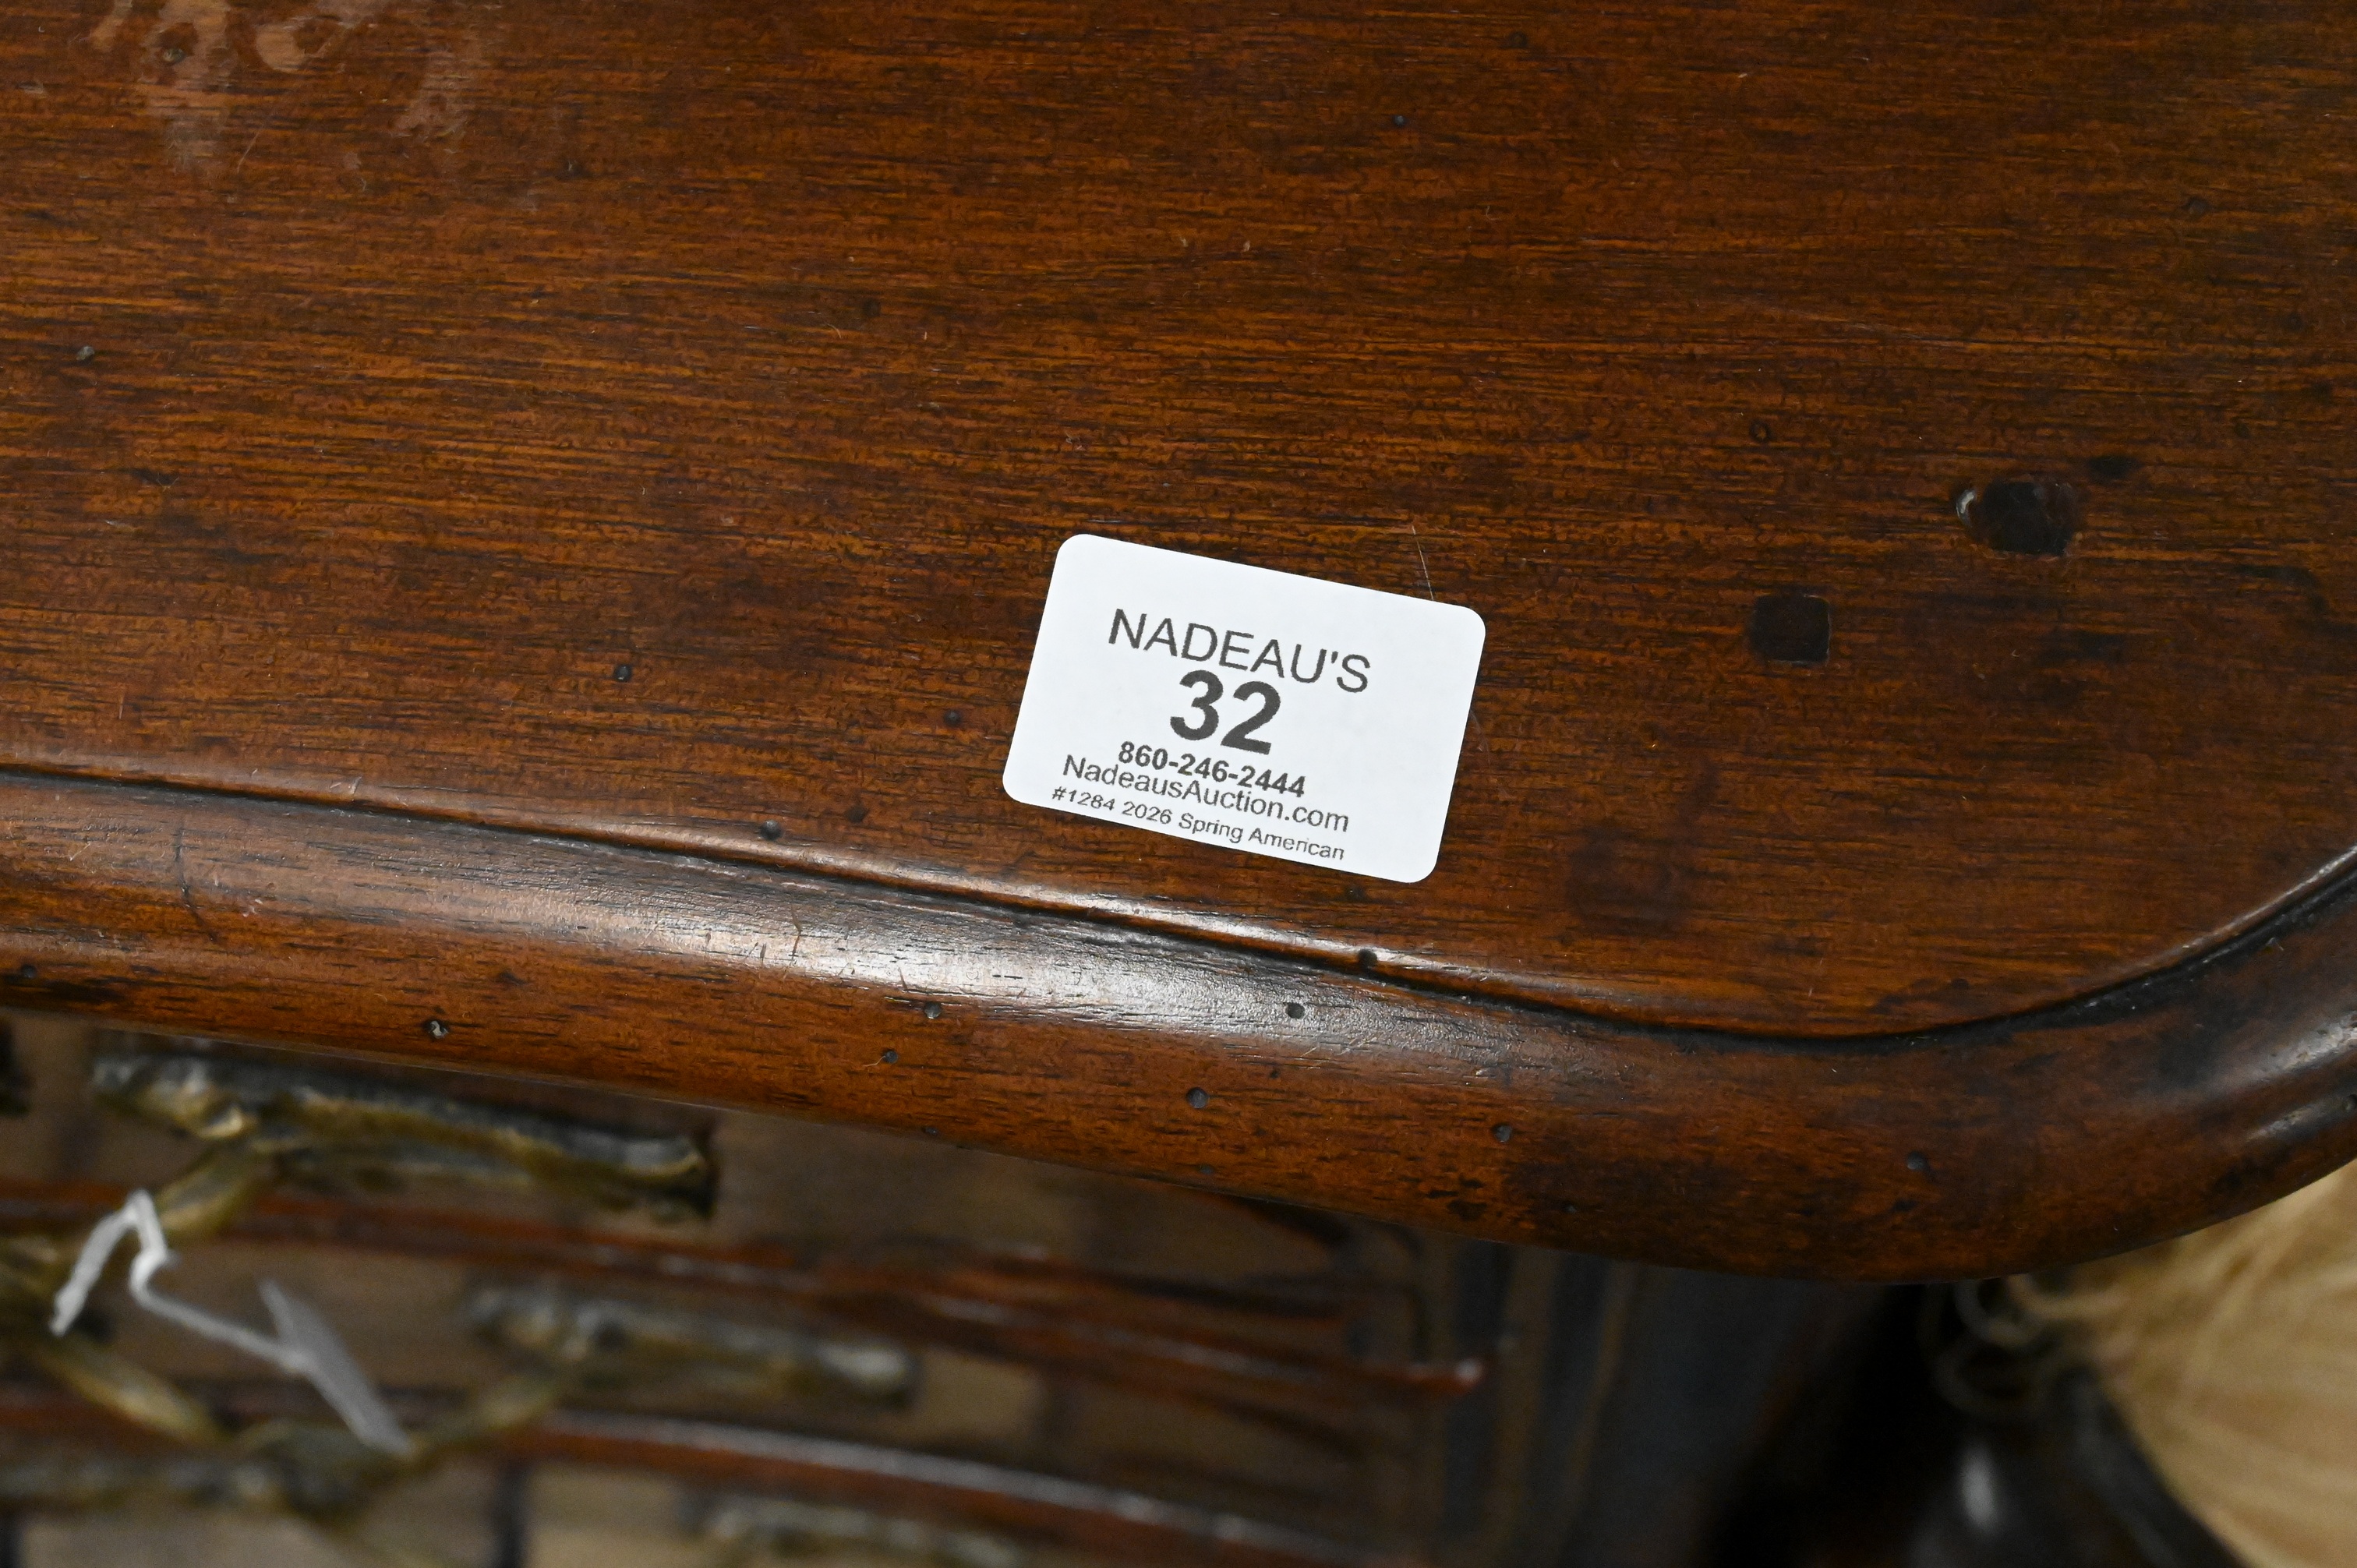 NADEAU'S
32
860-246-2444
NadeausAuction.com
#1284 2026 Spring American